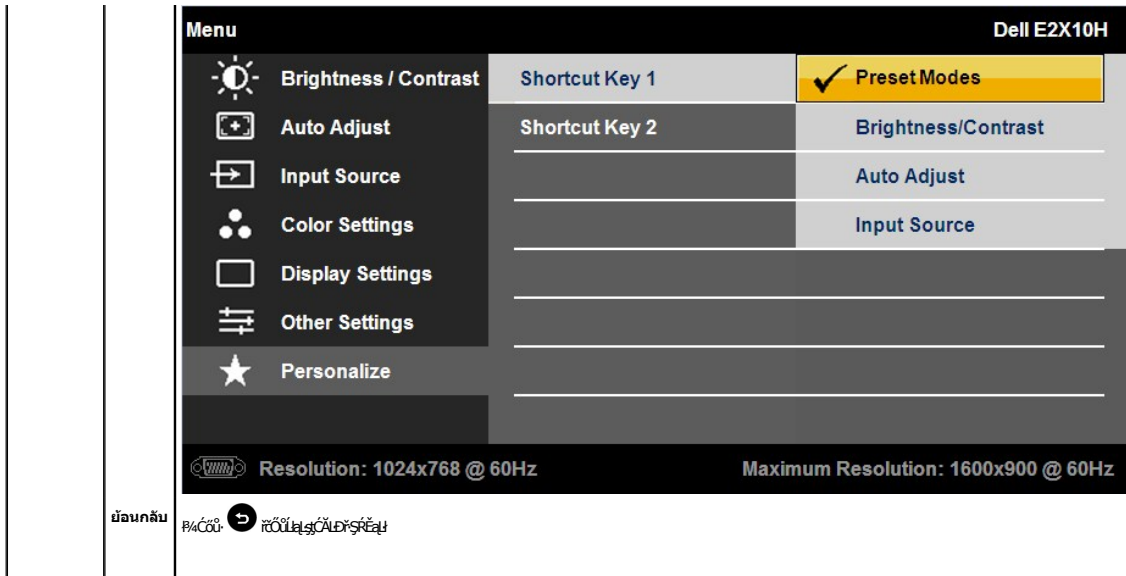 Menu Dell E2X10H
Brightness / Contrast Shortcut Key 1 Preset Modes
Auto Adjust Shortcut Key 2 Brightness/Contrast
Input Source Auto Adjust
Color Settings Input Source
Display Settings
Other Settings
Personalize
Resolution: 1024x768 @ 60Hz Maximum Resolution: 1600x900 @ 60Hz
ย้อนกลับ